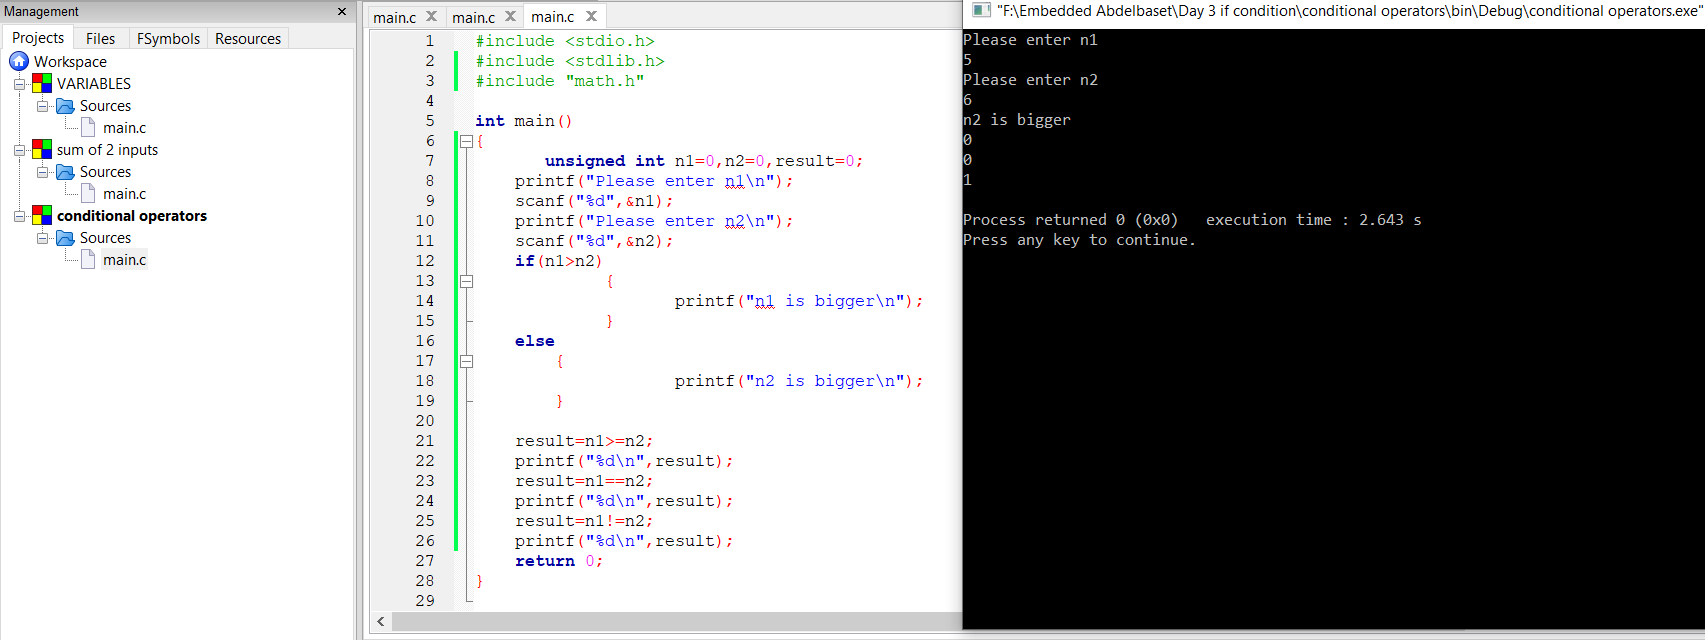 Management ×
Projects Files FSymbols Resources
Workspace
VARIABLES
Sources
main.c
sum of 2 inputs
Sources
main.c
conditional operators
Sources
main.c
main.c main.c main.c
1 #include <stdio.h>
2 #include <stdlib.h>
3 #include "math.h"
4
5 int main()
6 {
7 unsigned int n1=0,n2=0,result=0;
8 printf("Please enter n1\n");
9 scanf("%d",&n1);
10 printf("Please enter n2\n");
11 scanf("%d",&n2);
12 if(n1>n2)
13 {
14 printf("n1 is bigger\n");
15 }
16 else
17 {
18 printf("n2 is bigger\n");
19 }
20
21 result=n1>=n2;
22 printf("%d\n",result);
23 result=n1==n2;
24 printf("%d\n",result);
25 result=n1!=n2;
26 printf("%d\n",result);
27 return 0;
28 }
29
"F:\Embedded Abdelbaset\Day 3 if condition\conditional operators\bin\Debug\conditional operators.exe"
Please enter n1
5
Please enter n2
6
n2 is bigger
0
0
1
Process returned 0 (0x0) execution time : 2.643 s
Press any key to continue.